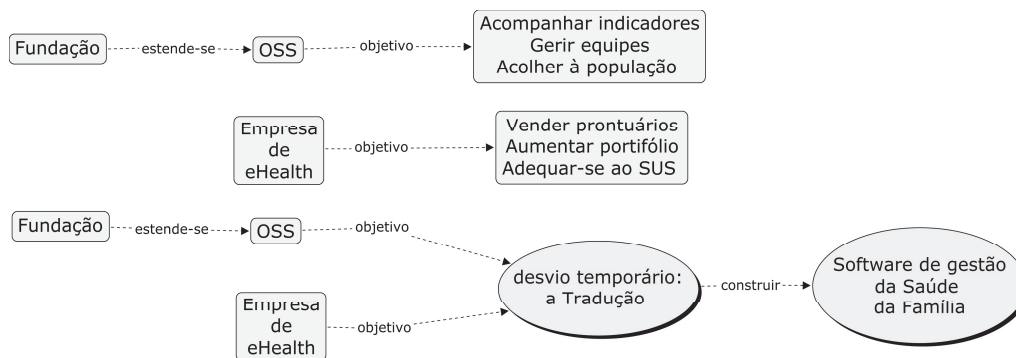 Fundação
estende-se
OSS
objetivo
Acompanhar indicadores
Gerir equipes
Acolher à população
Empresa
de
eHealth
objetivo
Vender prontuários
Aumentar portifólio
Adequar-se ao SUS
Fundação
estende-se
OSS
objetivo
Empresa
de
eHealth
objetivo
desvio temporário:
a Tradução
construir
Software de gestão
da Saúde
da Família